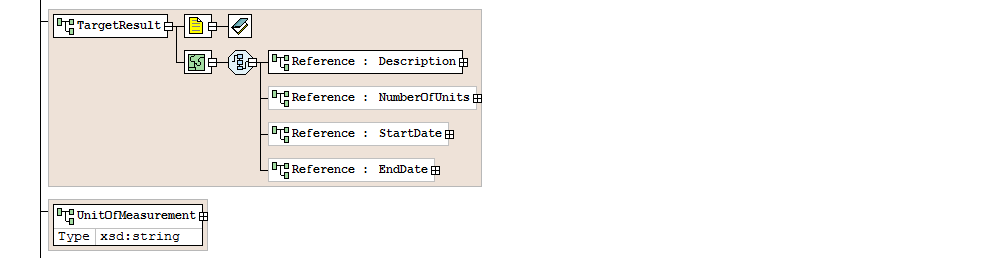 TargetResult
Reference : Description
Reference : NumberOfUnits
Reference : StartDate
Reference : EndDate
UnitOfMeasurement
Type xsd:string